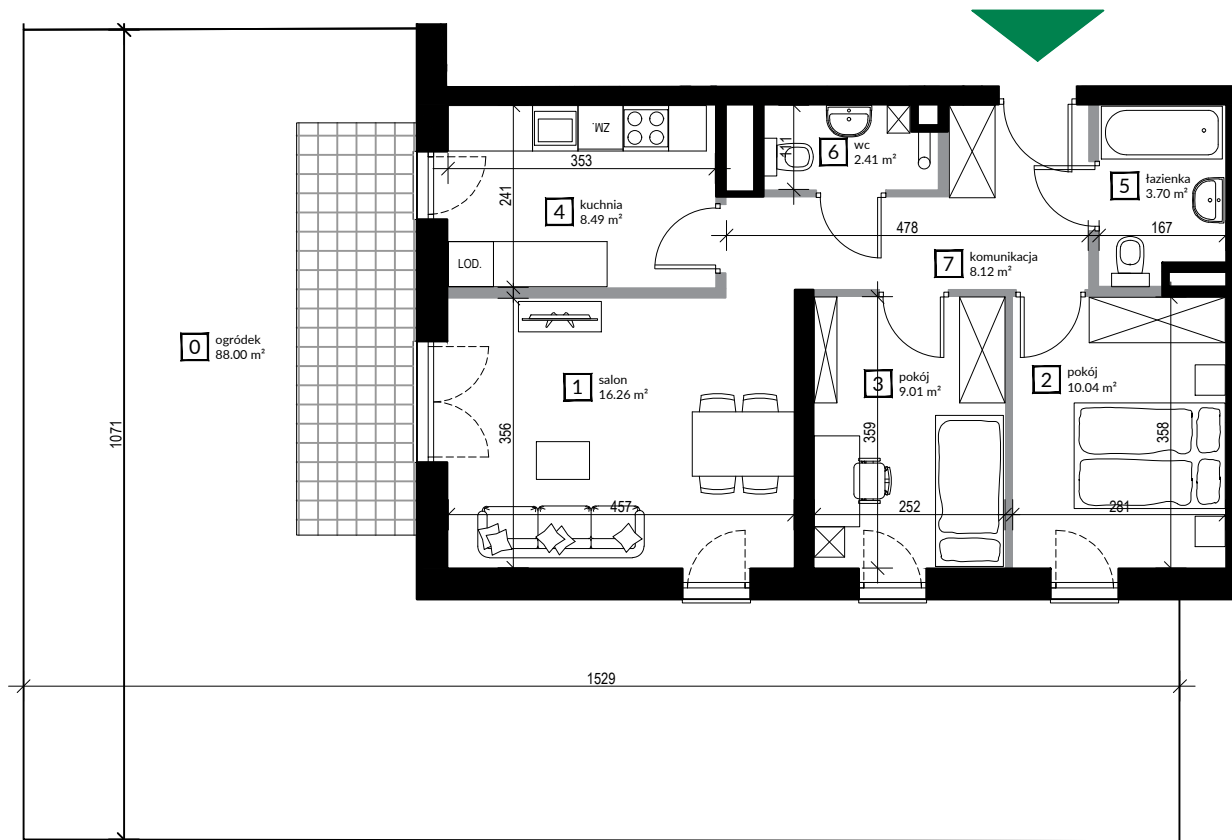 ZM.
353
241
4
kuchnia
8.49 m²
LOD.
111
6
wc
2.41 m²
5
łazienka
3.70 m²
478
167
7
komunikacja
8.12 m²
0
ogródek
88.00 m²
1
salon
16.26 m²
3
pokój
9.01 m²
2
pokój
10.04 m²
1071
356
359
358
457
252
281
1529